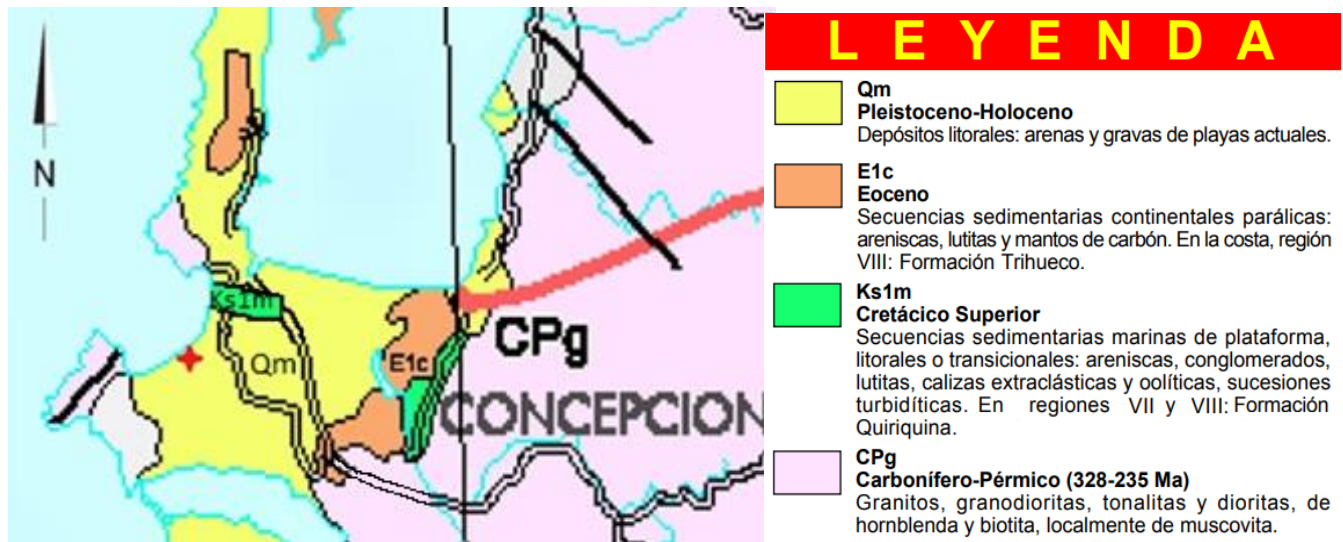 N
Ks1m
Qm
E1c
CPg
CONCEPCION
L E Y E N D A
Qm
Pleistoceno-Holoceno
Depósitos litorales: arenas y gravas de playas actuales.
E1c
Eoceno
Secuencias sedimentarias continentales parálicas:
areniscas, lutitas y mantos de carbón. En la costa, región
VIII: Formación Trihueco.
Ks1m
Cretácico Superior
Secuencias sedimentarias marinas de plataforma,
litorales o transicionales: areniscas, conglomerados,
lutitas, calizas extraclásticas y oolíticas, sucesiones
turbidíticas. En regiones VII y VIII: Formación
Quiriquina.
CPg
Carbonífero-Pérmico (328-235 Ma)
Granitos, granodioritas, tonalitas y dioritas, de
hornblenda y biotita, localmente de muscovita.